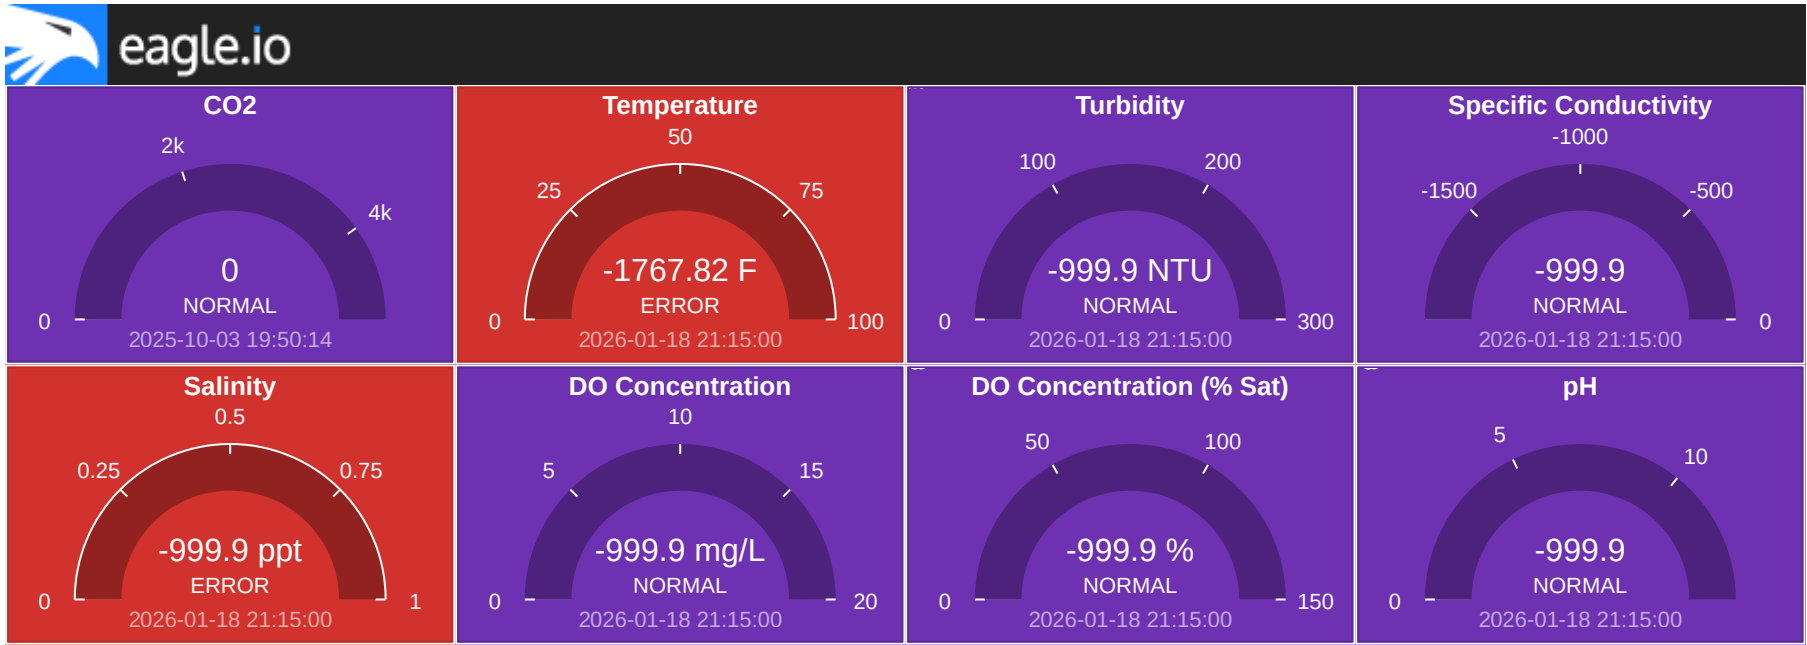 eagle.io
CO2
2k
4k
0
NORMAL
0
2025-10-03 19:50:14
Temperature
50
25
75
-1767.82 F
ERROR
0
100
2026-01-18 21:15:00
Turbidity
100
200
-999.9 NTU
NORMAL
0
300
2026-01-18 21:15:00
Specific Conductivity
-1000
-1500
-500
-999.9
NORMAL
0
2026-01-18 21:15:00
Salinity
0.5
0.25
0.75
-999.9 ppt
ERROR
0
1
2026-01-18 21:15:00
DO Concentration
10
5
15
-999.9 mg/L
NORMAL
0
20
2026-01-18 21:15:00
DO Concentration (% Sat)
50
100
-999.9 %
NORMAL
0
150
2026-01-18 21:15:00
pH
5
10
-999.9
NORMAL
0
2026-01-18 21:15:00